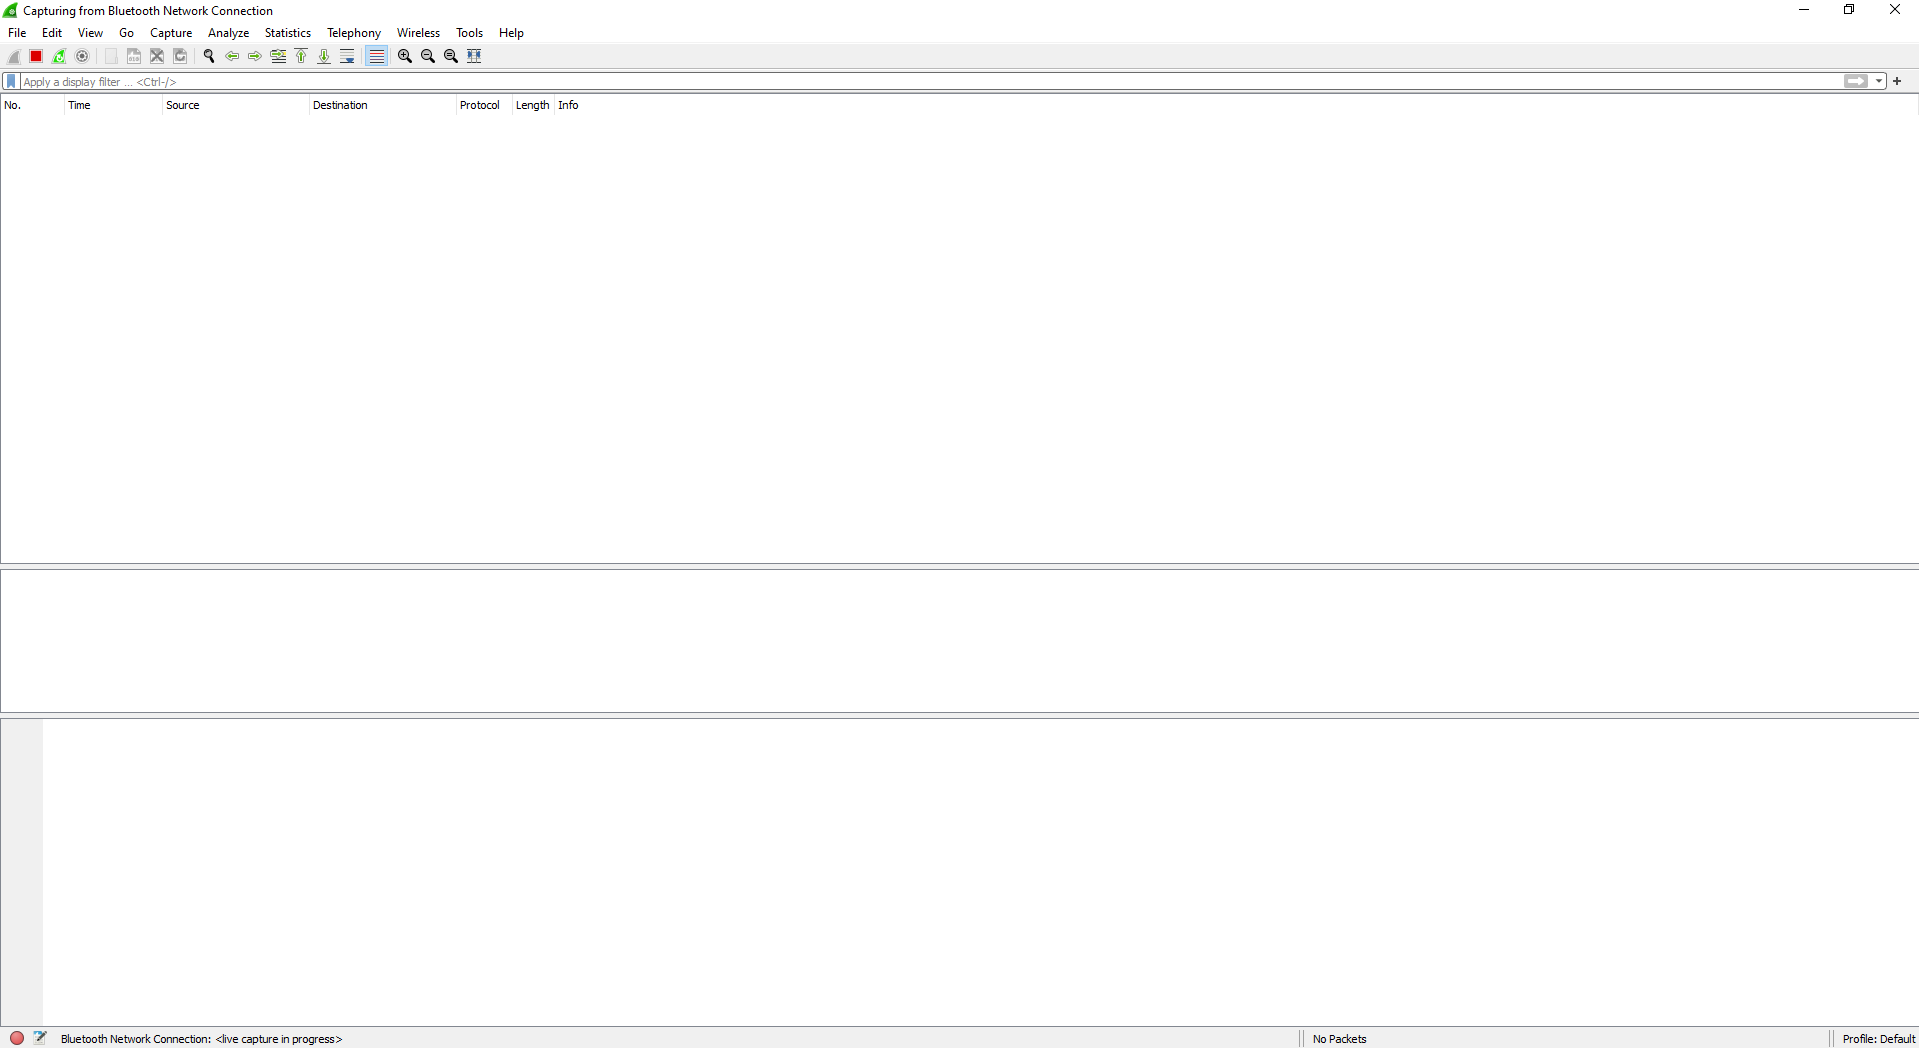 Capturing from Bluetooth Network Connection
File Edit View Go Capture Analyze Statistics Telephony Wireless Tools Help
Apply a display filter ... <Ctrl-/>
No. Time Source Destination Protocol Length Info
Bluetooth Network Connection: <live capture in progress> No Packets Profile: Default